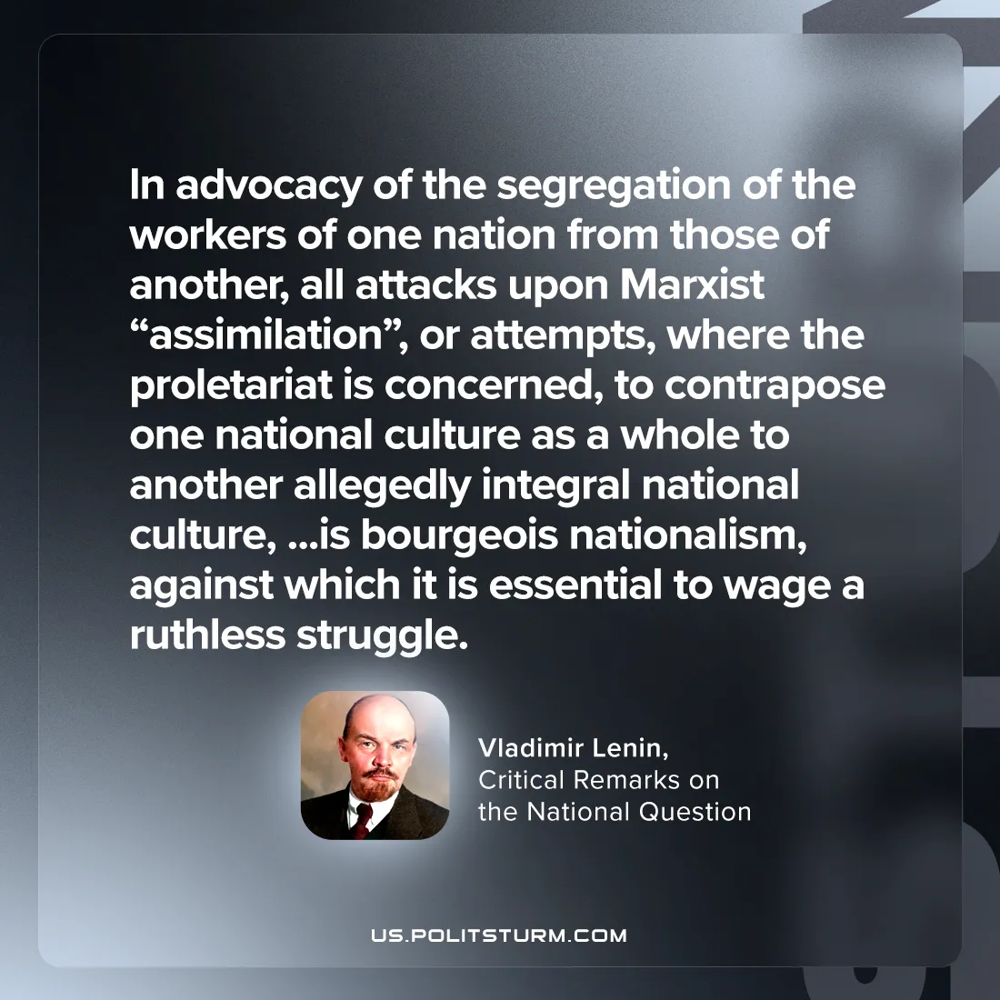 In advocacy of the segregation of the
workers of one nation from those of
another, all attacks upon Marxist
“assimilation”, or attempts, where the
proletariat is concerned, to contrapose
one national culture as a whole to
another allegedly integral national
culture, ...is bourgeois nationalism,
against which it is essential to wage a
ruthless struggle.
Vladimir Lenin,
Critical Remarks on
the National Question
US.POLITSTURM.COM